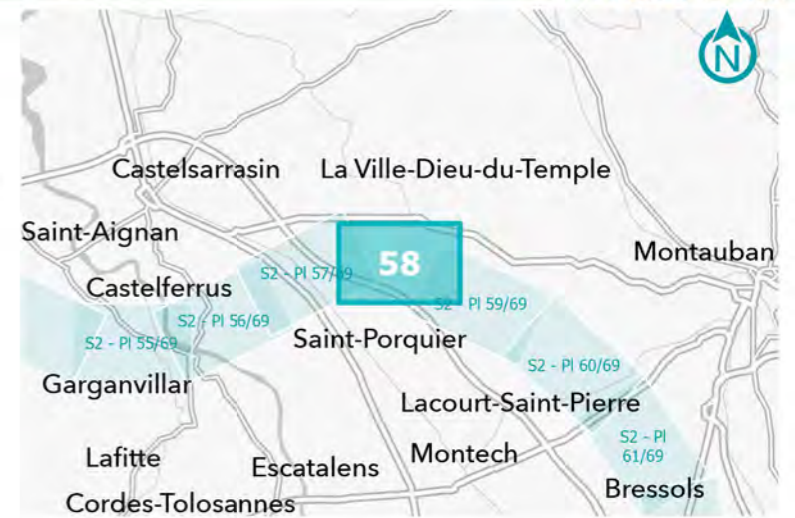 N
Castelsarrasin
La Ville-Dieu-du-Temple
Saint-Aignan
Montauban
58
S2 - Pl 57/69
Castelferrus
S2 - Pl 59/69
S2 - Pl 56/69
Saint-Porquier
S2 - Pl 55/69
S2 - Pl 60/69
Garganvillar
Lacourt-Saint-Pierre
S2 - Pl
61/69
Lafitte
Escatalens
Montech
Bressols
Cordes-Tolosannes